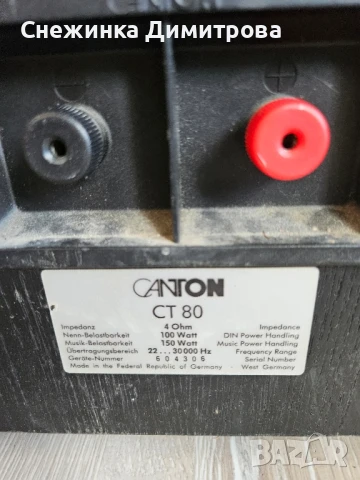 Снежинка Димитрова
CANTON
CT 80
Impedanz 4 Ohm Impedance
Nenn-Belastbarkeit 100 Watt DIN Power Handling
Musik-Belastbarkeit 150 Watt Music Power Handling
Übertragungsbereich 22...30000 Hz Frequency Range
Geräte-Nummer 604306 Serial Number
Made in the Federal Republic of Germany - West Germany
BAZAR